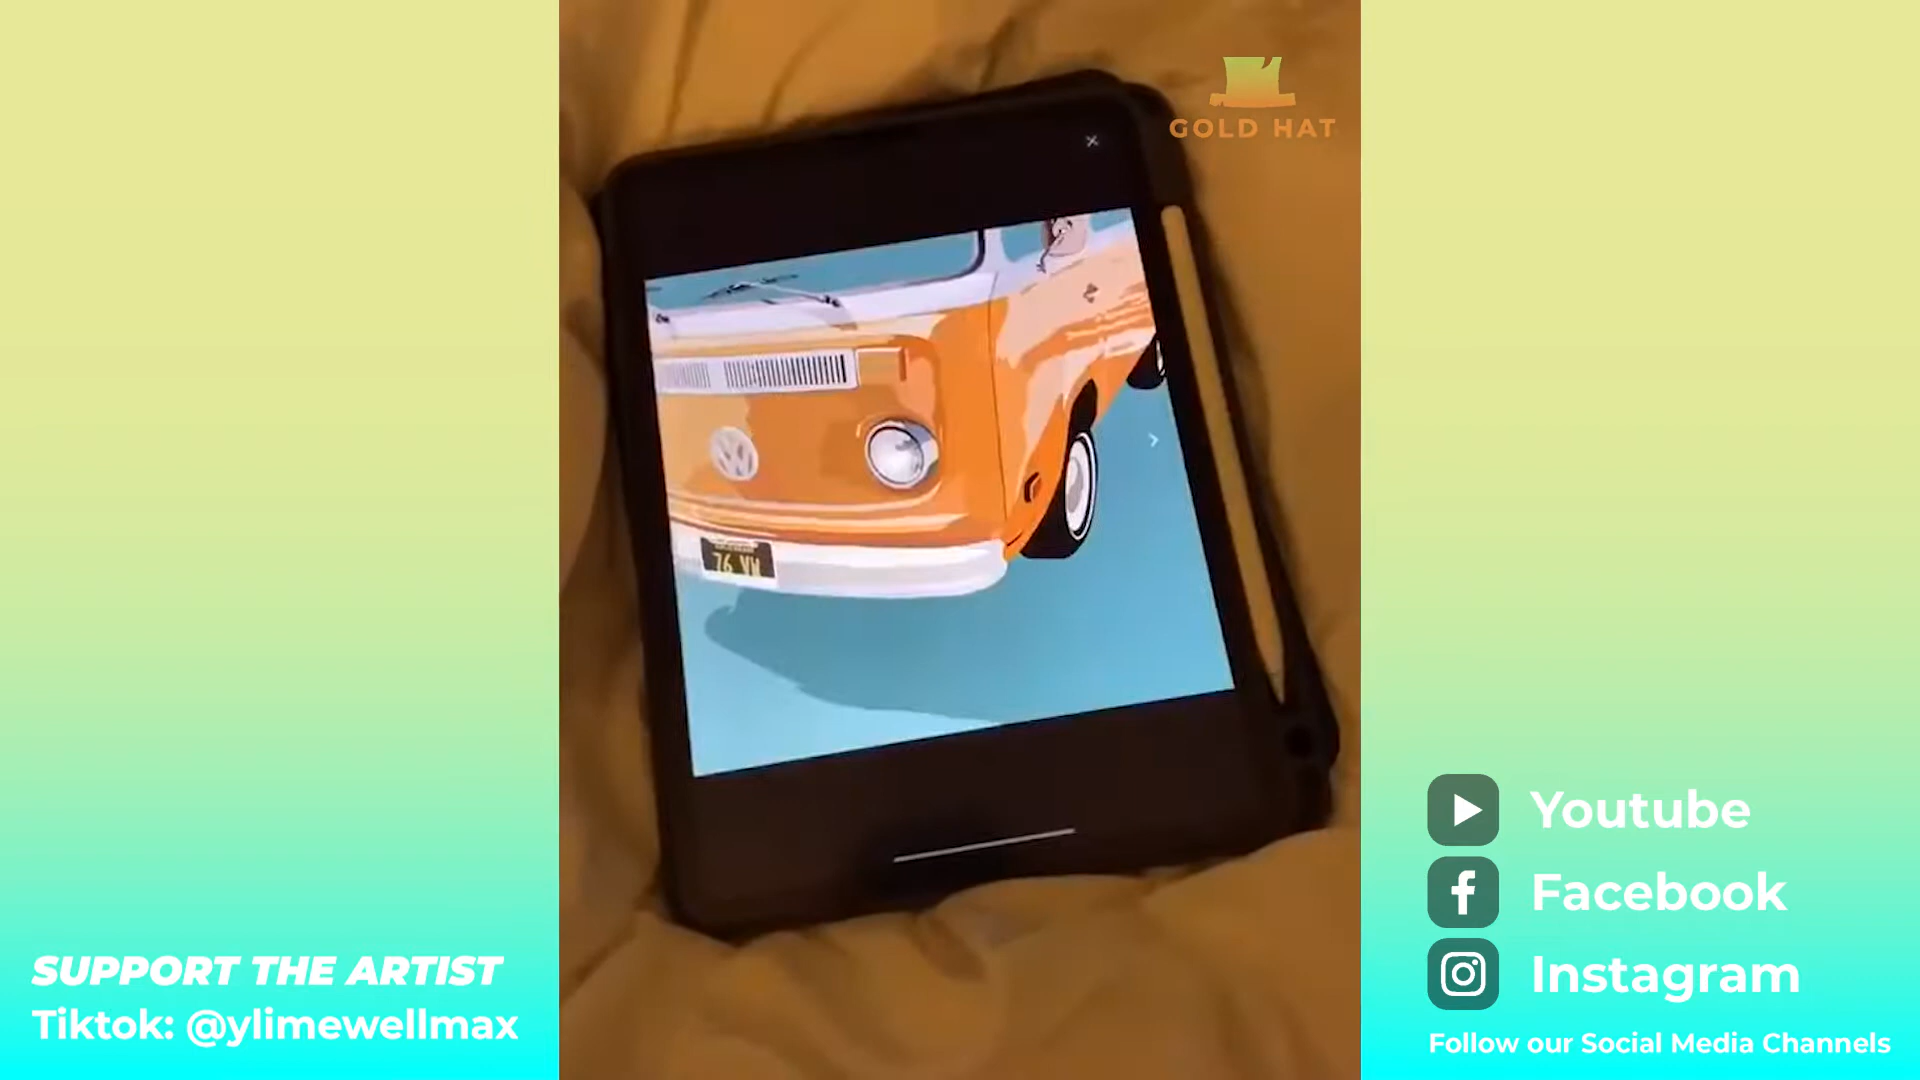 GOLD HAT
76 VW
SUPPORT THE ARTIST
Tiktok: @ylimewellmax
Youtube
Facebook
Instagram
Follow our Social Media Channels